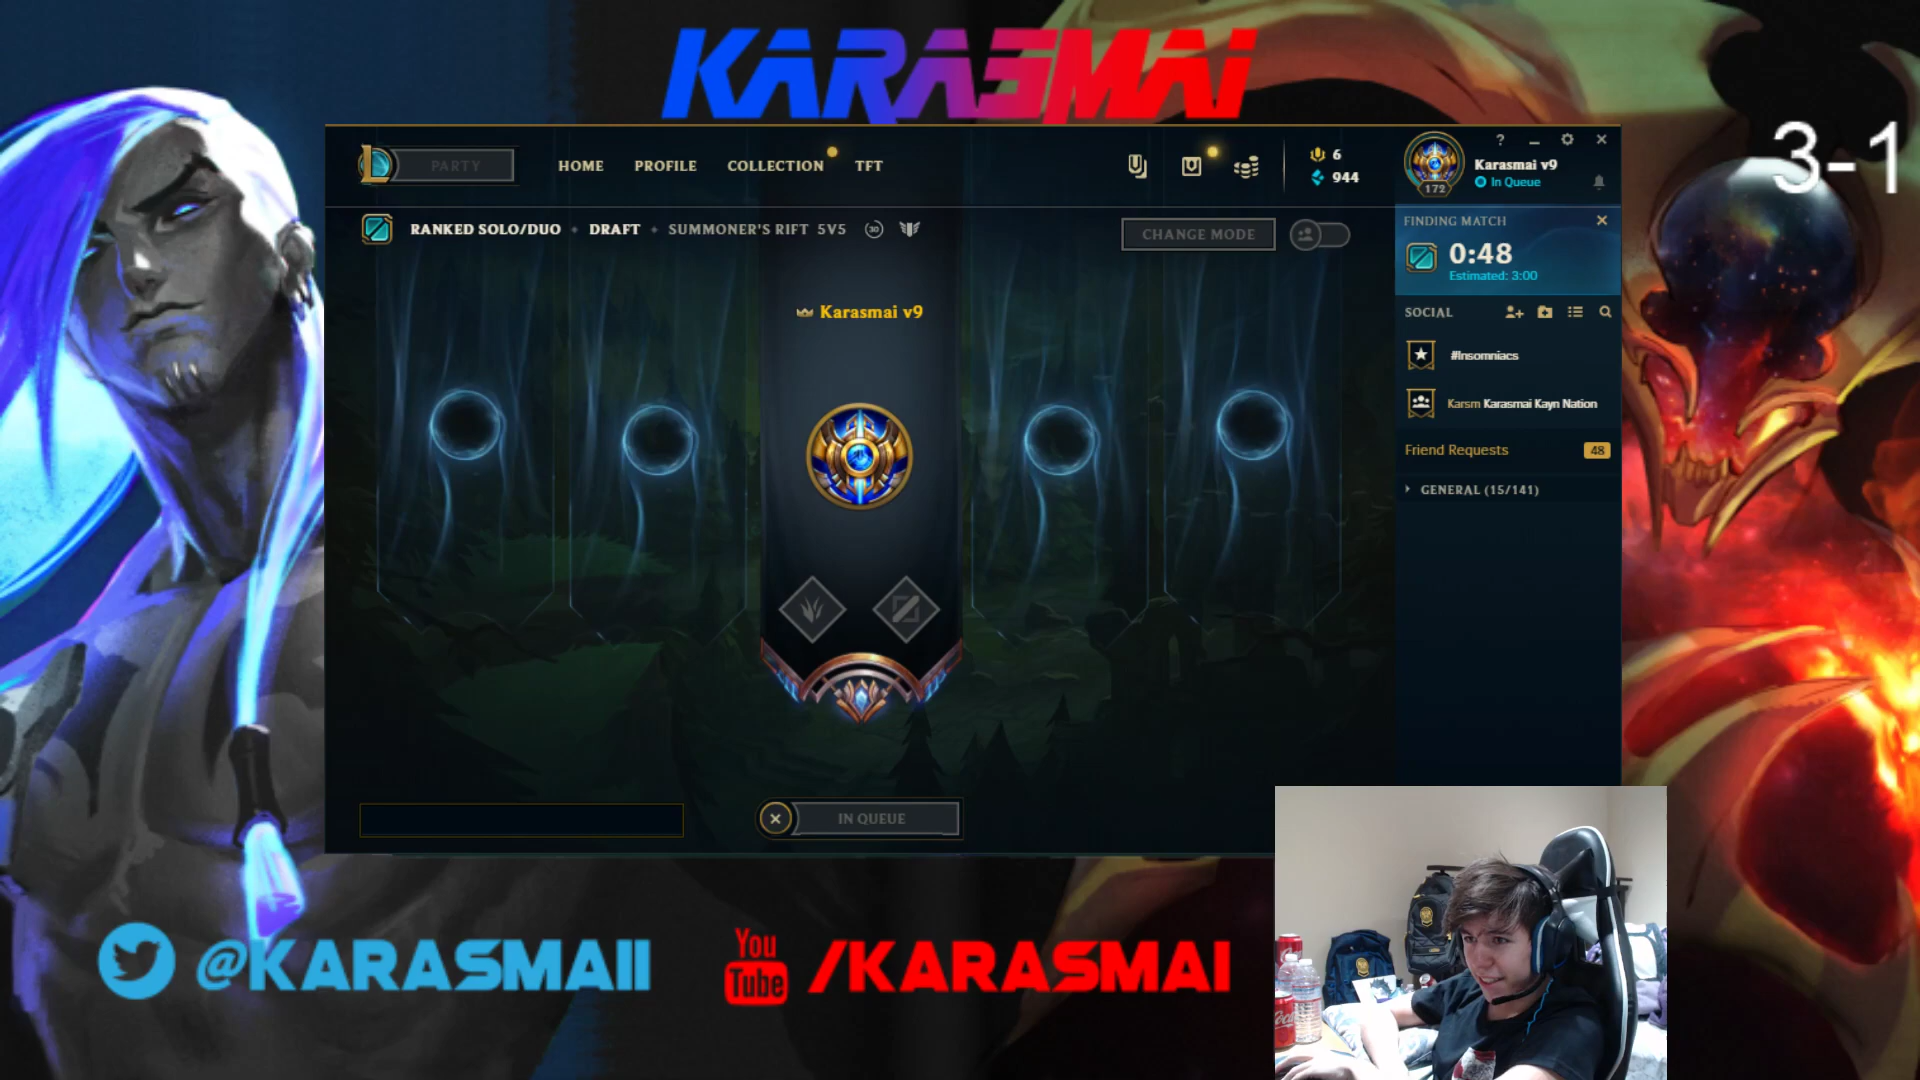 KARASMAI
3-1
PARTY
HOME
PROFILE
COLLECTION
TFT
6
944
172
?
Karasmai v9
In Queue
RANKED SOLO/DUO • DRAFT • SUMMONER'S RIFT 5V5
30
CHANGE MODE
FINDING MATCH
0:48
Estimated: 3:00
SOCIAL
#Insomniacs
Karsm Karasmai Kayn Nation
Friend Requests 48
GENERAL (15/141)
Karasmai v9
IN QUEUE
@KARASMAII
You
Tube
/KARASMAI